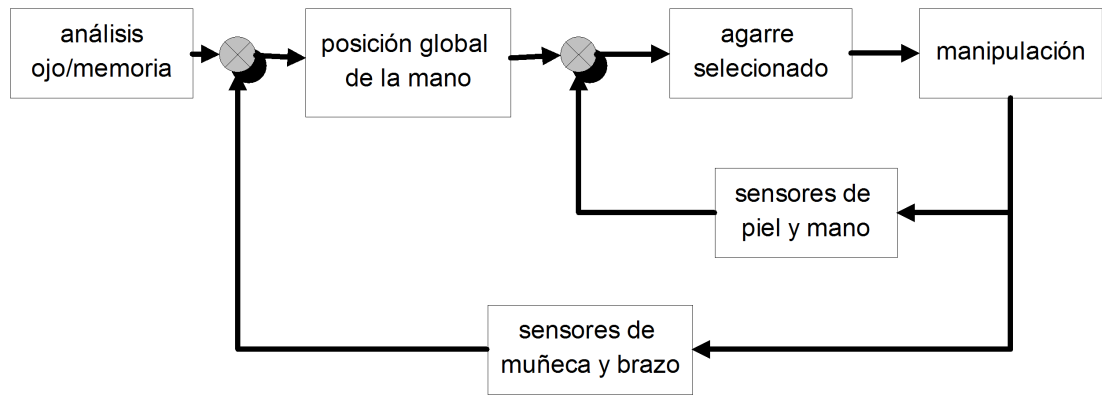 análisis
ojo/memoria
posición global
de la mano
agarre
selecionado
manipulación
sensores de
piel y mano
sensores de
muñeca y brazo